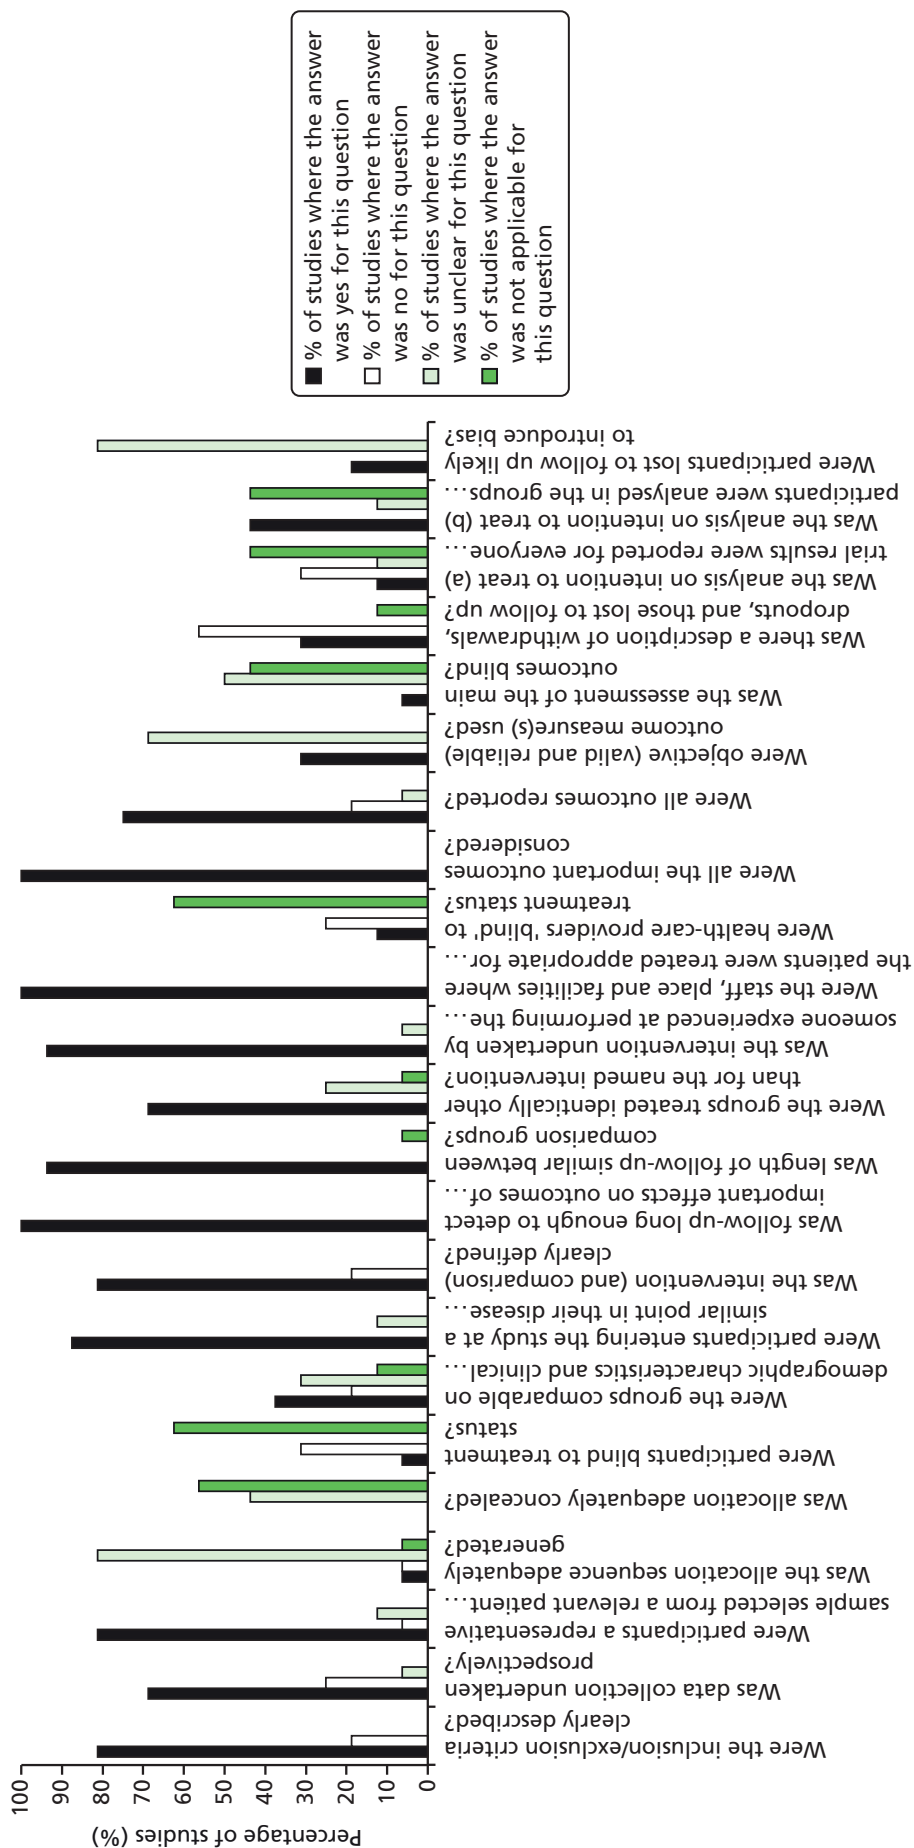 Percentage of studies (%)
100
90
80
70
60
50
40
30
20
10
0
Were the inclusion/exclusion criteria
clearly described?
Was data collection undertaken
prospectively?
Were participants a representative
sample selected from a relevant patient…
Was the allocation sequence adequately
generated?
Was allocation adequately concealed?
Were participants blind to treatment
status?
Were the groups comparable on
demographic characteristics and clinical…
Were participants entering the study at a
similar point in their disease…
Was the intervention (and comparison)
clearly defined?
Was follow-up long enough to detect
important effects on outcomes of…
Was length of follow-up similar between
comparison groups?
Were the groups treated identically other
than for the named intervention?
Was the intervention undertaken by
someone experienced at performing the…
Were the staff, place and facilities where
the patients were treated appropriate for…
Were health-care providers 'blind' to
treatment status?
Were all the important outcomes
considered?
Were all outcomes reported?
Were objective (valid and reliable)
outcome measure(s) used?
Was the assessment of the main
outcomes blind?
Was there a description of withdrawals,
dropouts, and those lost to follow up?
Was the analysis on intention to treat (a)
trial results were reported for everyone…
Was the analysis on intention to treat (b)
participants were analysed in the groups…
Were participants lost to follow up likely
to introduce bias?
% of studies where the answer
was yes for this question
% of studies where the answer
was no for this question
% of studies where the answer
was unclear for this question
% of studies where the answer
was not applicable for
this question